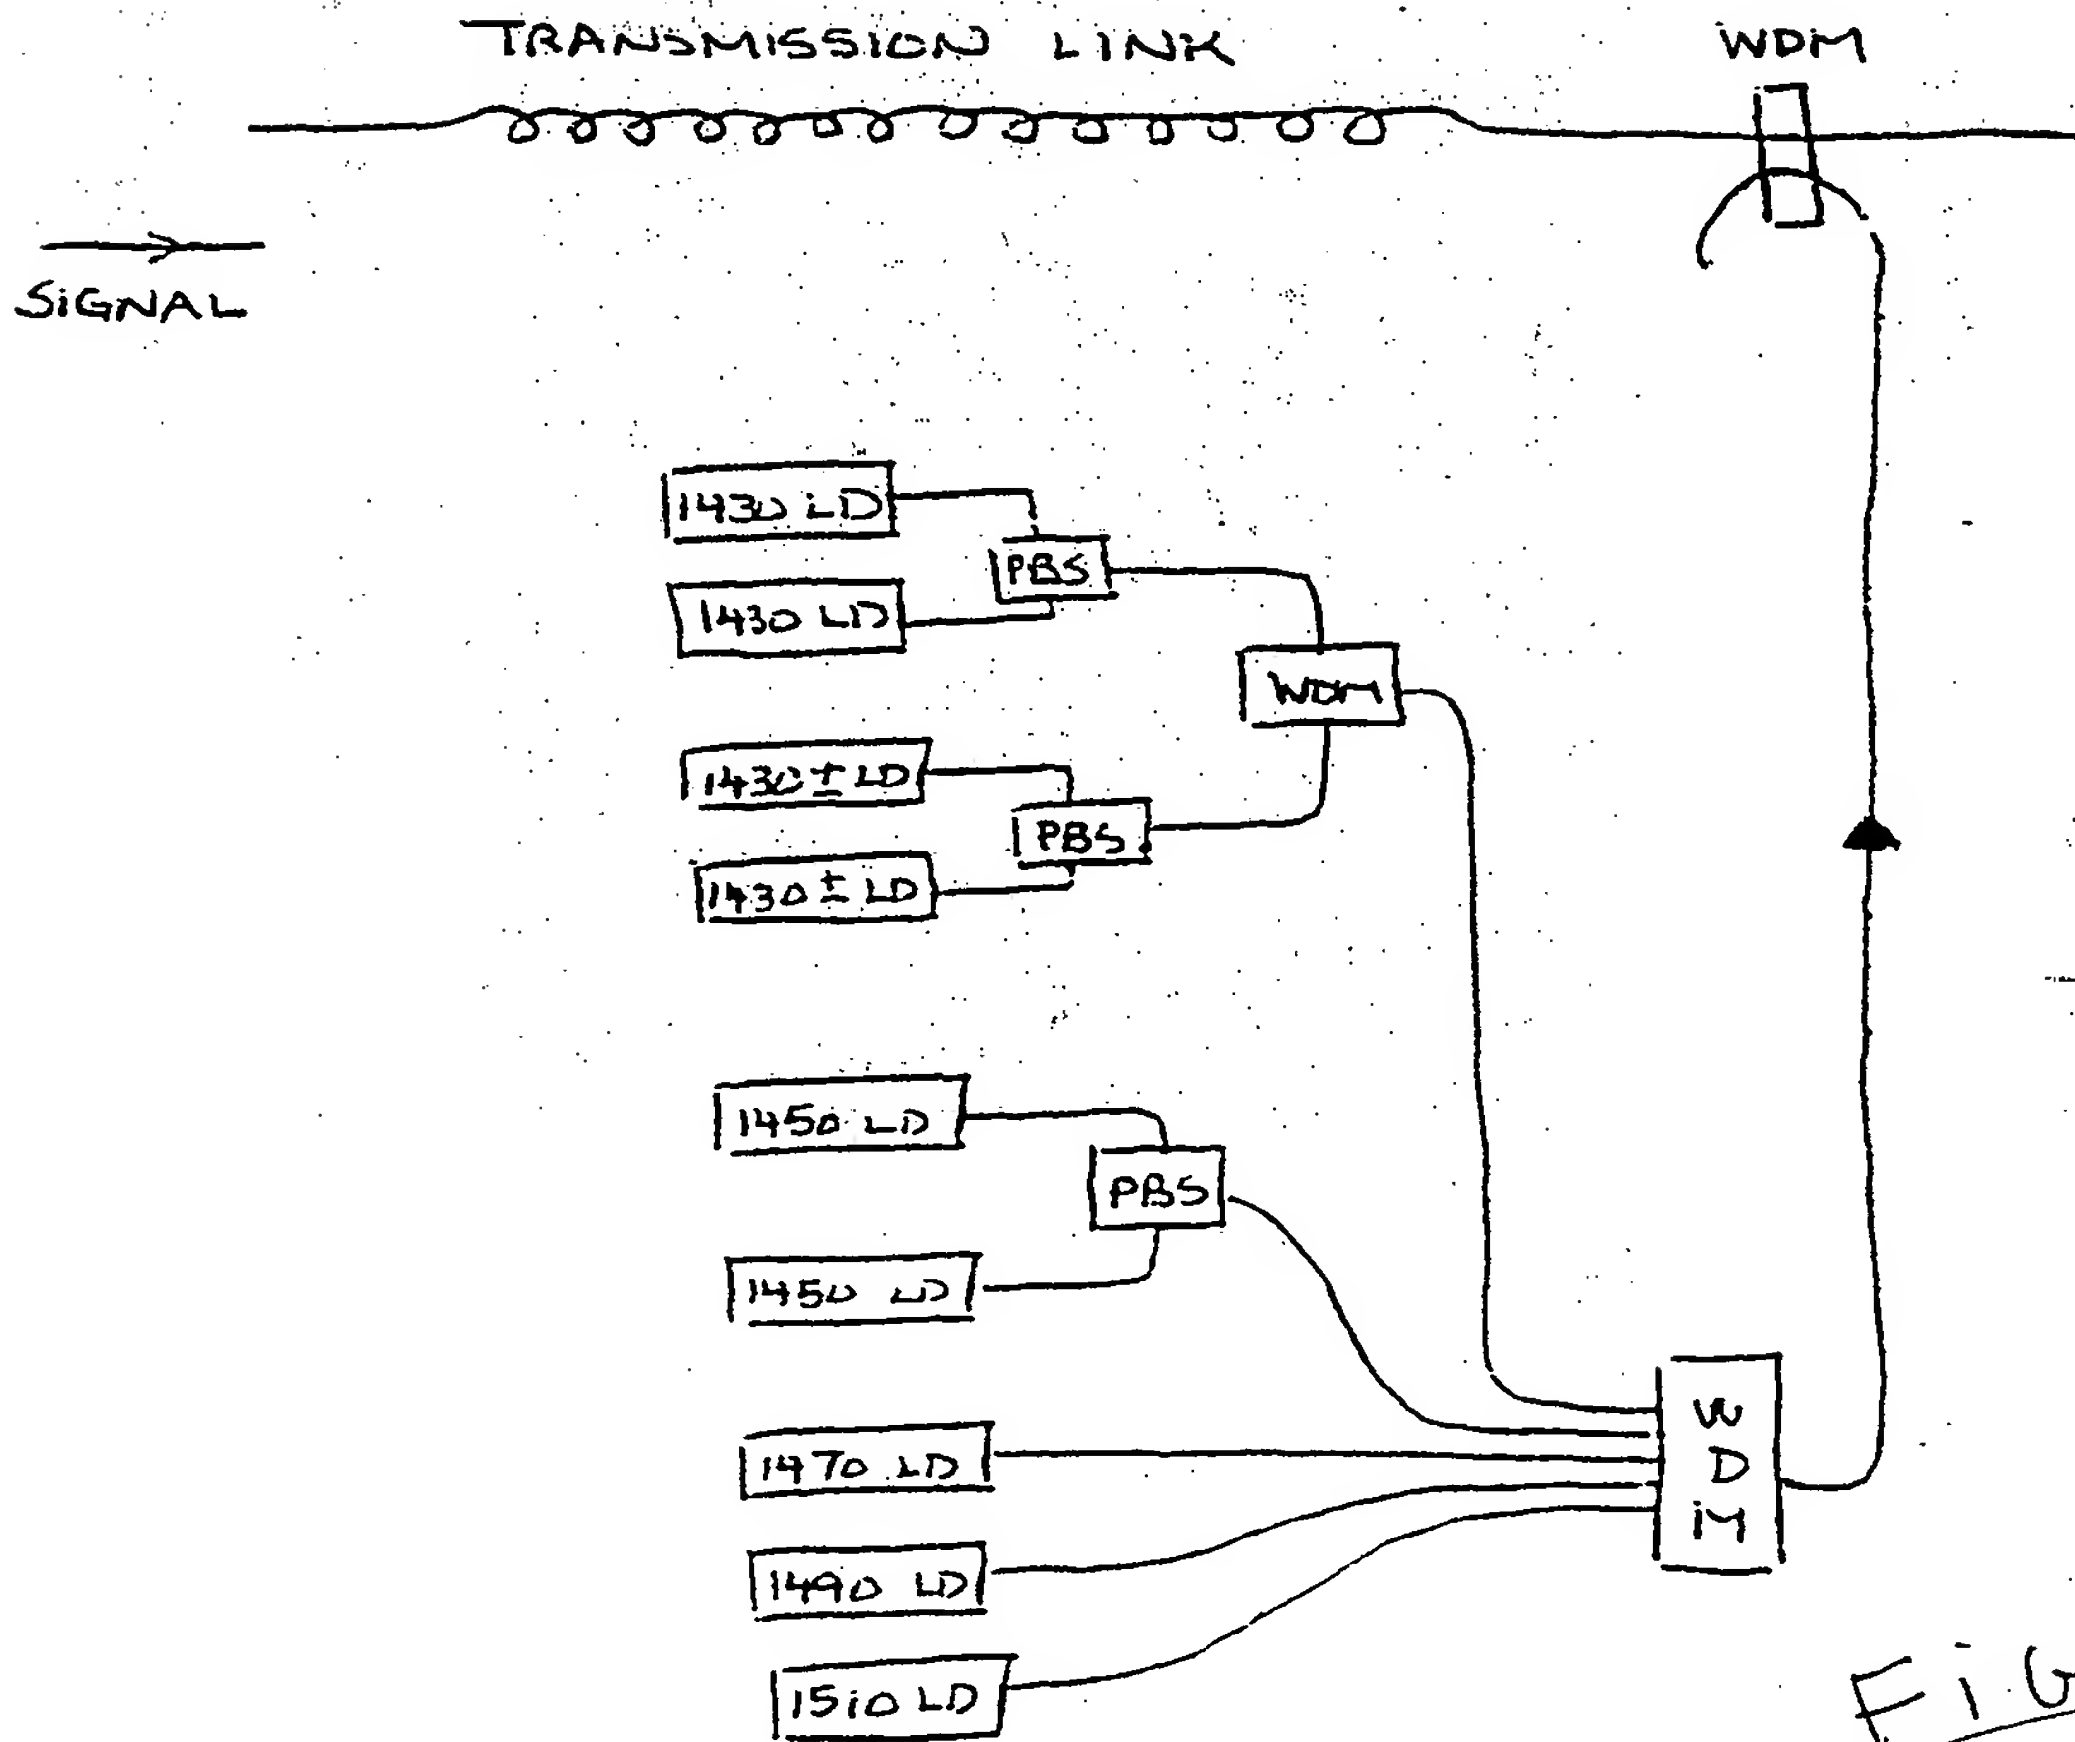 TRANSMISSION LINK
WDM
SIGNAL
1430 LD
PBS
1430 LD
WDM
1430 ± LD
PBS
1430 ± LD
1450 LD
PBS
1450 LD
W
D
M
1470 LD
1490 LD
1510 LD
FIG